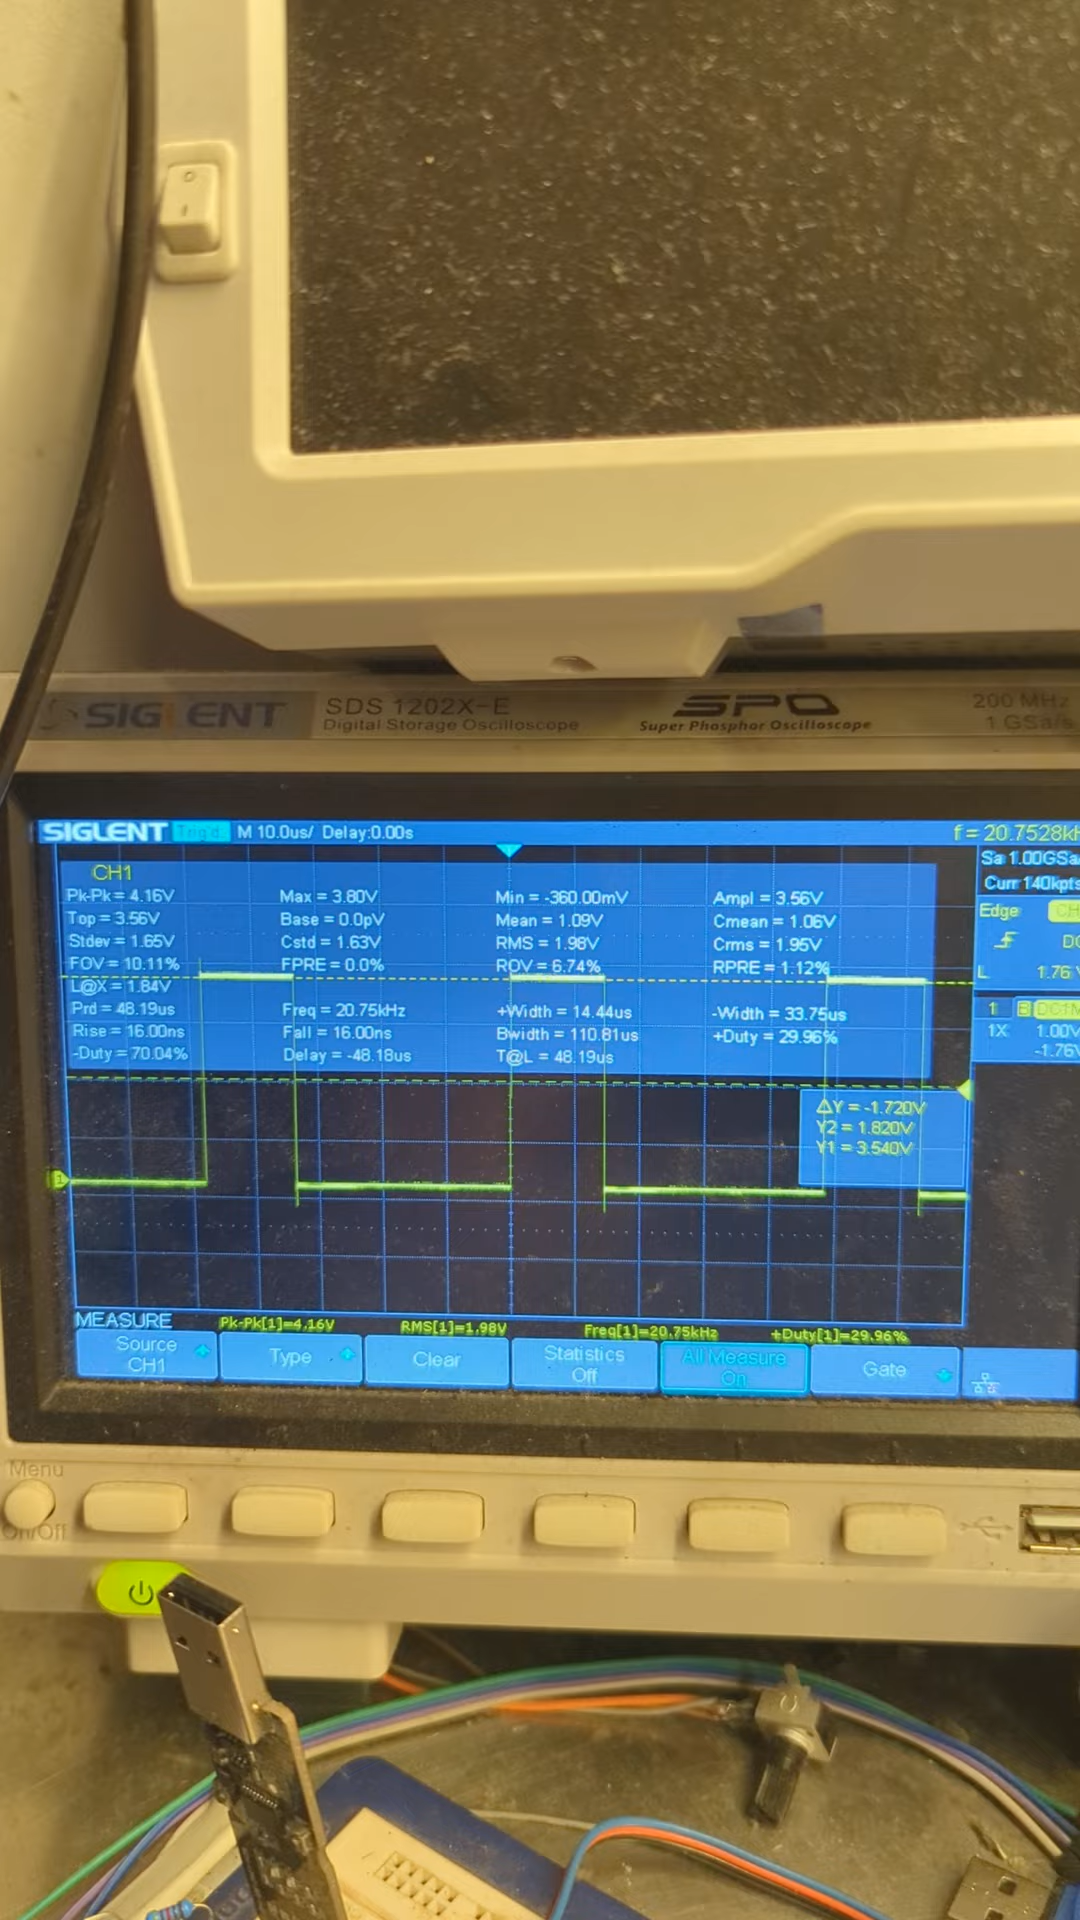 SIGLENT
SDS 1202X-E
Digital Storage Oscilloscope
SPO
Super Phosphor Oscilloscope
200 MHz
1 GSa/s
SIGLENT Trig'd M 10.0us/ Delay:0.00s
f = 20.7528kH
Sa 1.00GSa
Curr 140kpts
Edge CH
DC
L 1.76
1 B DC1M
1X 1.00V
-1.76V
CH1
Pk-Pk = 4.16V Max = 3.80V Min = -360.00mV Ampl = 3.56V
Top = 3.56V Base = 0.0pV Mean = 1.09V Cmean = 1.06V
Stdev = 1.65V Cstd = 1.63V RMS = 1.98V Crms = 1.95V
FOV = 10.11% FPRE = 0.0% ROV = 6.74% RPRE = 1.12%
L@X = 1.84V
Prd = 48.19us Freq = 20.75kHz +Width = 14.44us -Width = 33.75us
Rise = 16.00ns Fall = 16.00ns Bwidth = 110.81us +Duty = 29.96%
-Duty = 70.04% Delay = -48.18us T@L = 48.19us
ΔY = -1.720V
Y2 = 1.820V
Y1 = 3.540V
1
MEASURE Pk-Pk[1]=4.16V RMS[1]=1.98V Freq[1]=20.75kHz +Duty[1]=29.96%
Source
CH1
Type
Clear
Statistics
Off
All Measure
On
Gate
Menu
On/Off